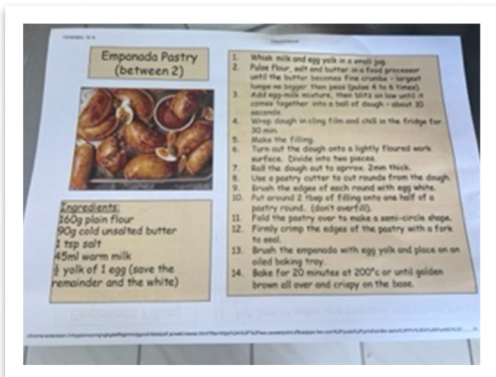 Empanada Pastry
(between 2)
Ingredients:
160g plain flour
90g cold unsalted butter
1 tsp salt
45ml warm milk
½ yolk of 1 egg (save the
remainder and the white)
1. Whisk milk and egg yolk in a small jug.
2. Pulse flour, salt and butter in a food processor
until the butter becomes fine crumbs - largest
lumps no bigger than peas (pulse 4 to 6 times).
3. Add egg-milk mixture, then blitz on low until it
comes together into a ball of dough - about 30
seconds.
4. Wrap dough in cling film and chill in the fridge for
30 min.
5. Make the filling.
6. Turn out the dough onto a lightly floured work
surface. Divide into two pieces.
7. Roll the dough out to approx. 2mm thick.
8. Use a pastry cutter to cut rounds from the dough.
9. Brush the edges of each round with egg white.
10. Put around 2 tbsp of filling onto one half of a
pastry round. (don't overfill).
11. Fold the pastry over to make a semi-circle shape.
12. Firmly crimp the edges of the pastry with a fork
to seal.
13. Brush the empanada with egg yolk and place on an
oiled baking tray.
14. Bake for 20 minutes at 200°c or until golden
brown all over and crispy on the base.